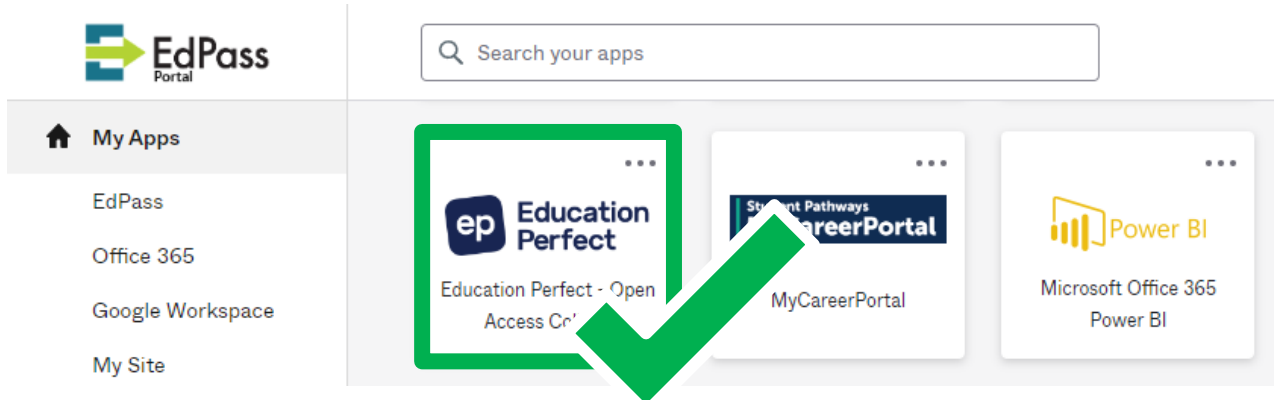 EdPass
Portal
Search your apps
My Apps
EdPass
Office 365
Google Workspace
My Site
ep Education
Perfect
Education Perfect - Open
Access
Pathways
CareerPortal
MyCareerPortal
Power BI
Microsoft Office 365
Power BI